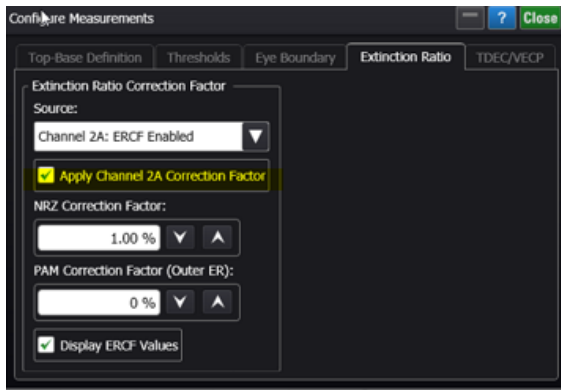 Configure Measurements ? Close
Top-Base Definition Thresholds Eye Boundary Extinction Ratio TDEC/VECP
Extinction Ratio Correction Factor
Source:
Channel 2A: ERCF Enabled
Apply Channel 2A Correction Factor
NRZ Correction Factor:
1.00 %
PAM Correction Factor (Outer ER):
0 %
Display ERCF Values